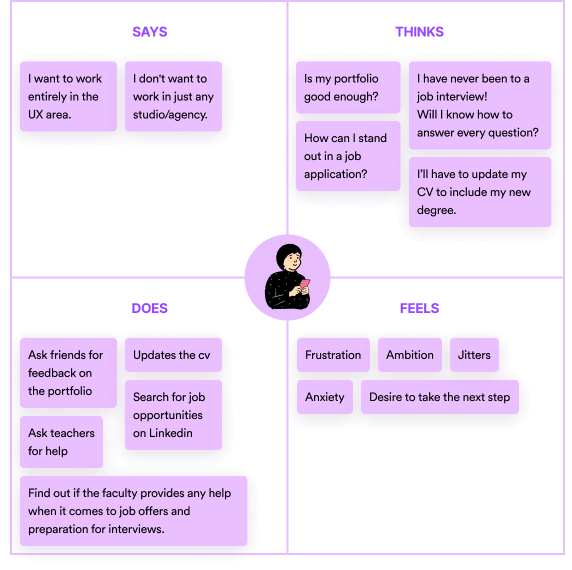 SAYS
I want to work
entirely in the
UX area.
I don't want to
work in just any
studio/agency.
THINKS
Is my portfolio
good enough?
How can I stand
out in a job
application?
I have never been to a
job interview!
Will I know how to
answer every question?
I'll have to update my
CV to include my new
degree.
DOES
Ask friends for
feedback on
the portfolio
Updates the cv
Search for job
opportunities
on Linkedin
Ask teachers
for help
Find out if the faculty provides any help
when it comes to job offers and
preparation for interviews.
FEELS
Frustration
Ambition
Jitters
Anxiety
Desire to take the next step